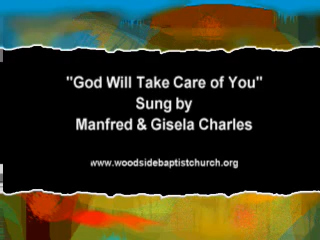 "God Will Take Care of You"
Sung by
Manfred & Gisela Charles
www.woodsidebaptistchurch.org